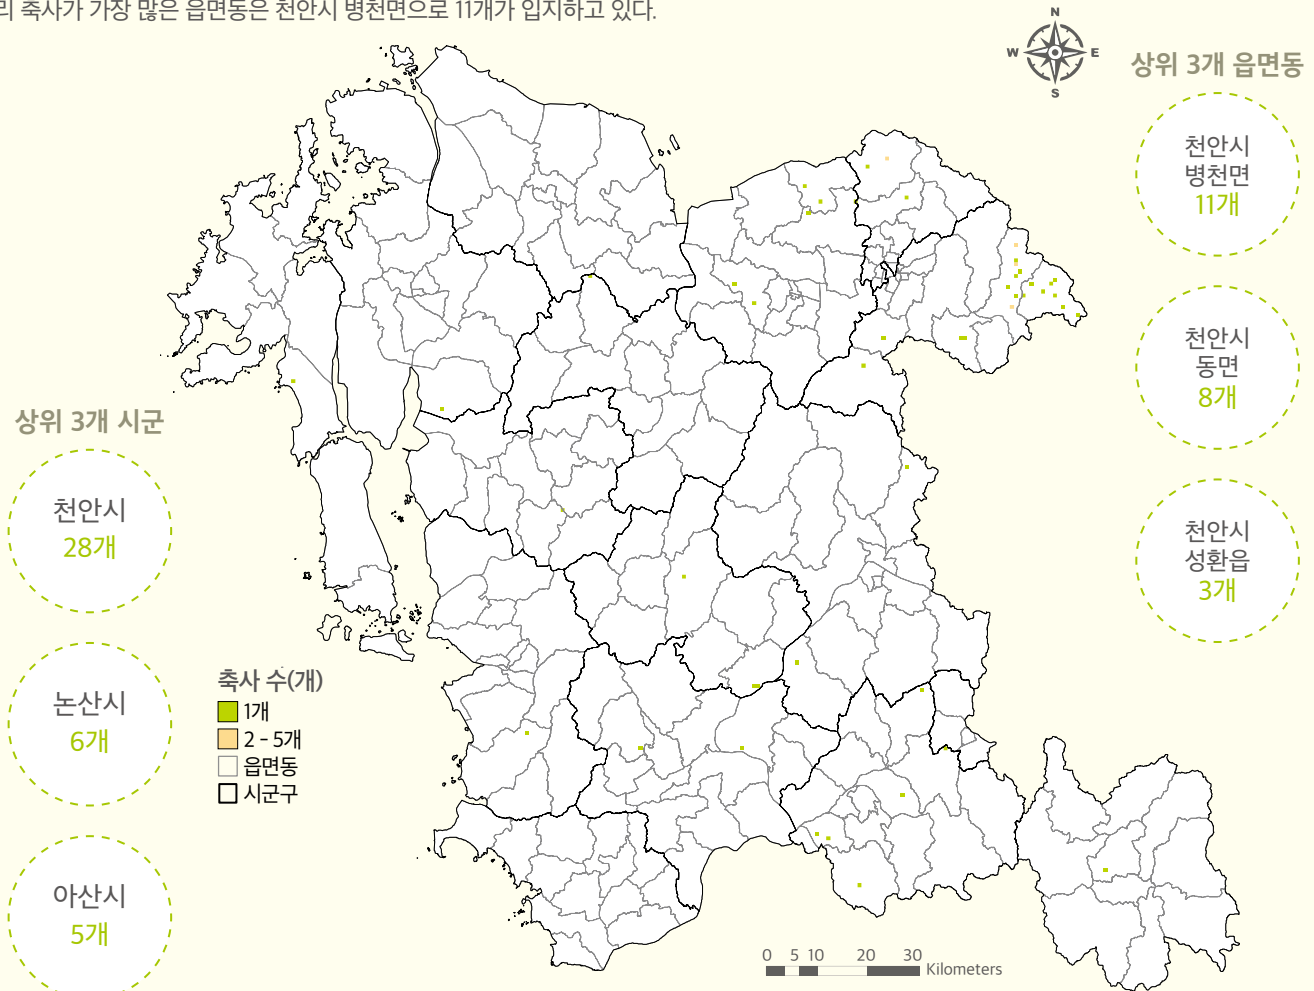 리 축사가 가장 많은 읍면동은 천안시 병천면으로 11개가 입지하고 있다.
N
W
E
S
상위 3개 읍면동
천안시
병천면
11개
천안시
동면
8개
천안시
성환읍
3개
상위 3개 시군
천안시
28개
논산시
6개
아산시
5개
축사 수(개)
1개
2 - 5개
읍면동
시군구
0 5 10 20 30
Kilometers